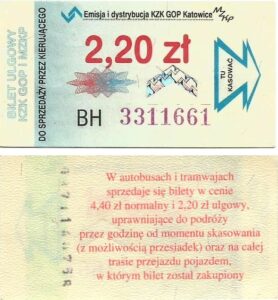 BILET ULGOWY
KZK GOP I MZKP
DO SPRZEDAŻY PRZEZ KIERUJĄCEGO
Emisja i dystrybucja KZK GOP Katowice
2,20 zł
TU
KASOWAĆ
BH 3311661
W autobusach i tramwajach
sprzedaje się bilety w cenie
4,40 zł normalny i 2,20 zł ulgowy,
uprawniające do podróży
przez godzinę od momentu skasowania
(z możliwością przesiadek) oraz na całej
trasie przejazdu pojazdem,
w którym bilet został zakupiony